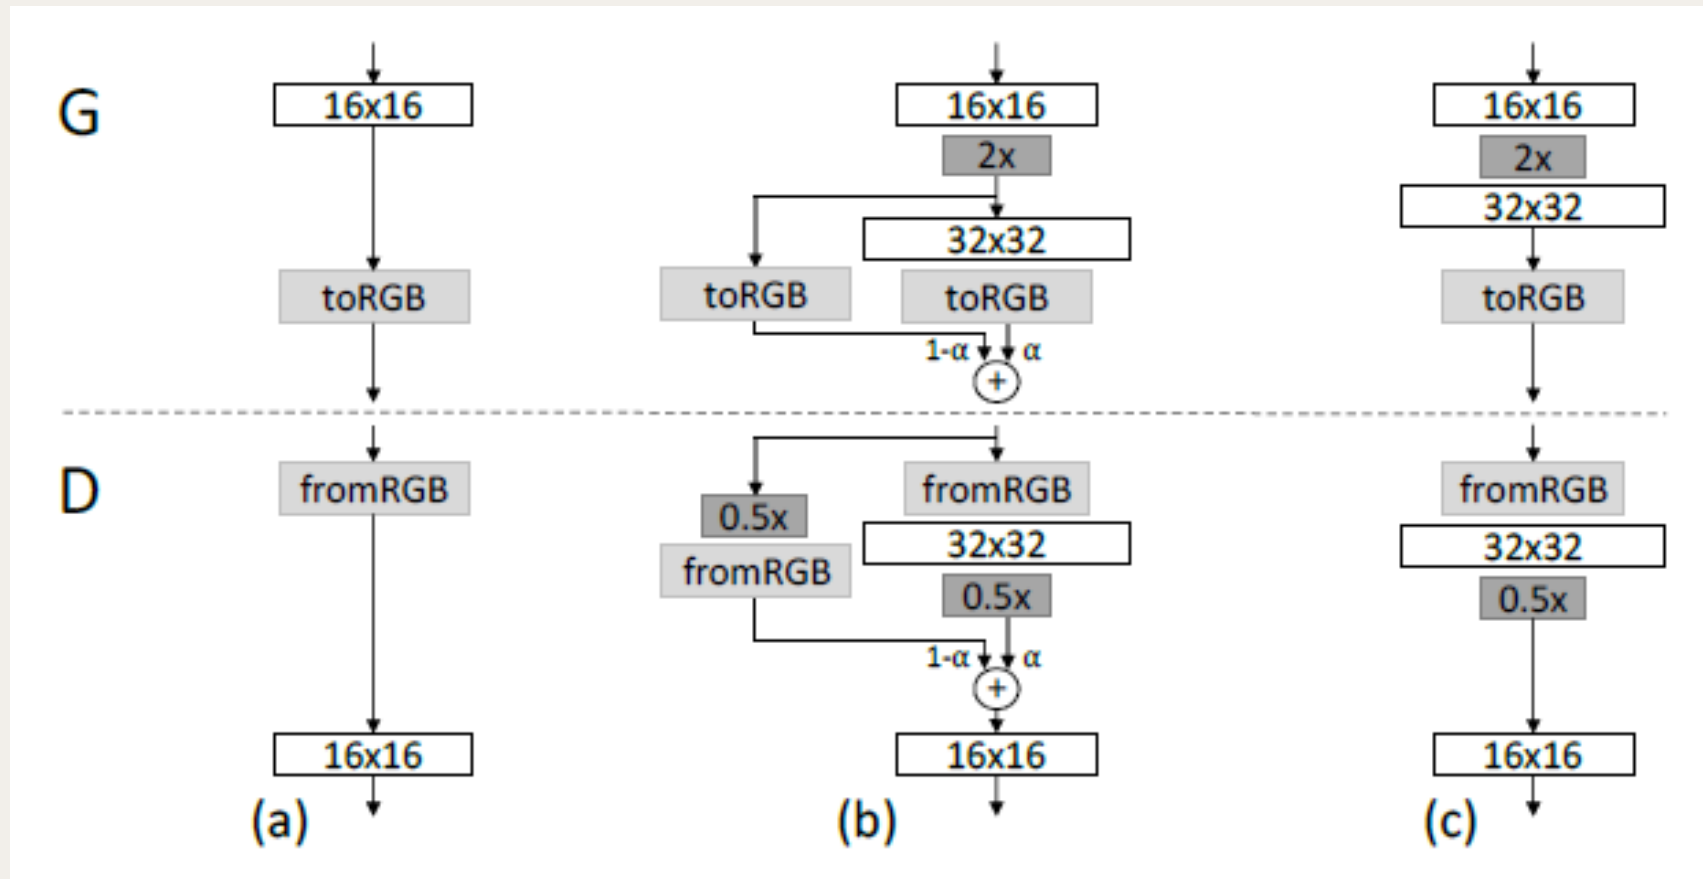 G
16x16
toRGB
16x16
2x
32x32
toRGB
toRGB
1-α
α
+
16x16
2x
32x32
toRGB
D
fromRGB
16x16
fromRGB
0.5x
32x32
fromRGB
0.5x
1-α
α
+
16x16
fromRGB
32x32
0.5x
16x16
(a)
(b)
(c)